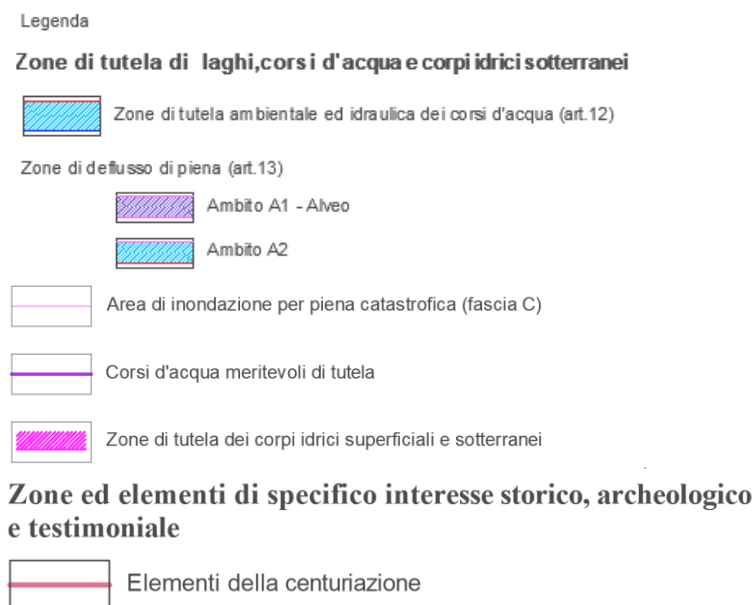 Legenda
Zone di tutela di laghi,corsi d'acqua e corpi idrici sotterranei
Zone di tutela ambientale ed idraulica dei corsi d'acqua (art.12)
Zone di deflusso di piena (art.13)
Ambito A1 - Alveo
Ambito A2
Area di inondazione per piena catastrofica (fascia C)
Corsi d'acqua meritevoli di tutela
Zone di tutela dei corpi idrici superficiali e sotterranei
Zone ed elementi di specifico interesse storico, archeologico
e testimoniale
Elementi della centuriazione